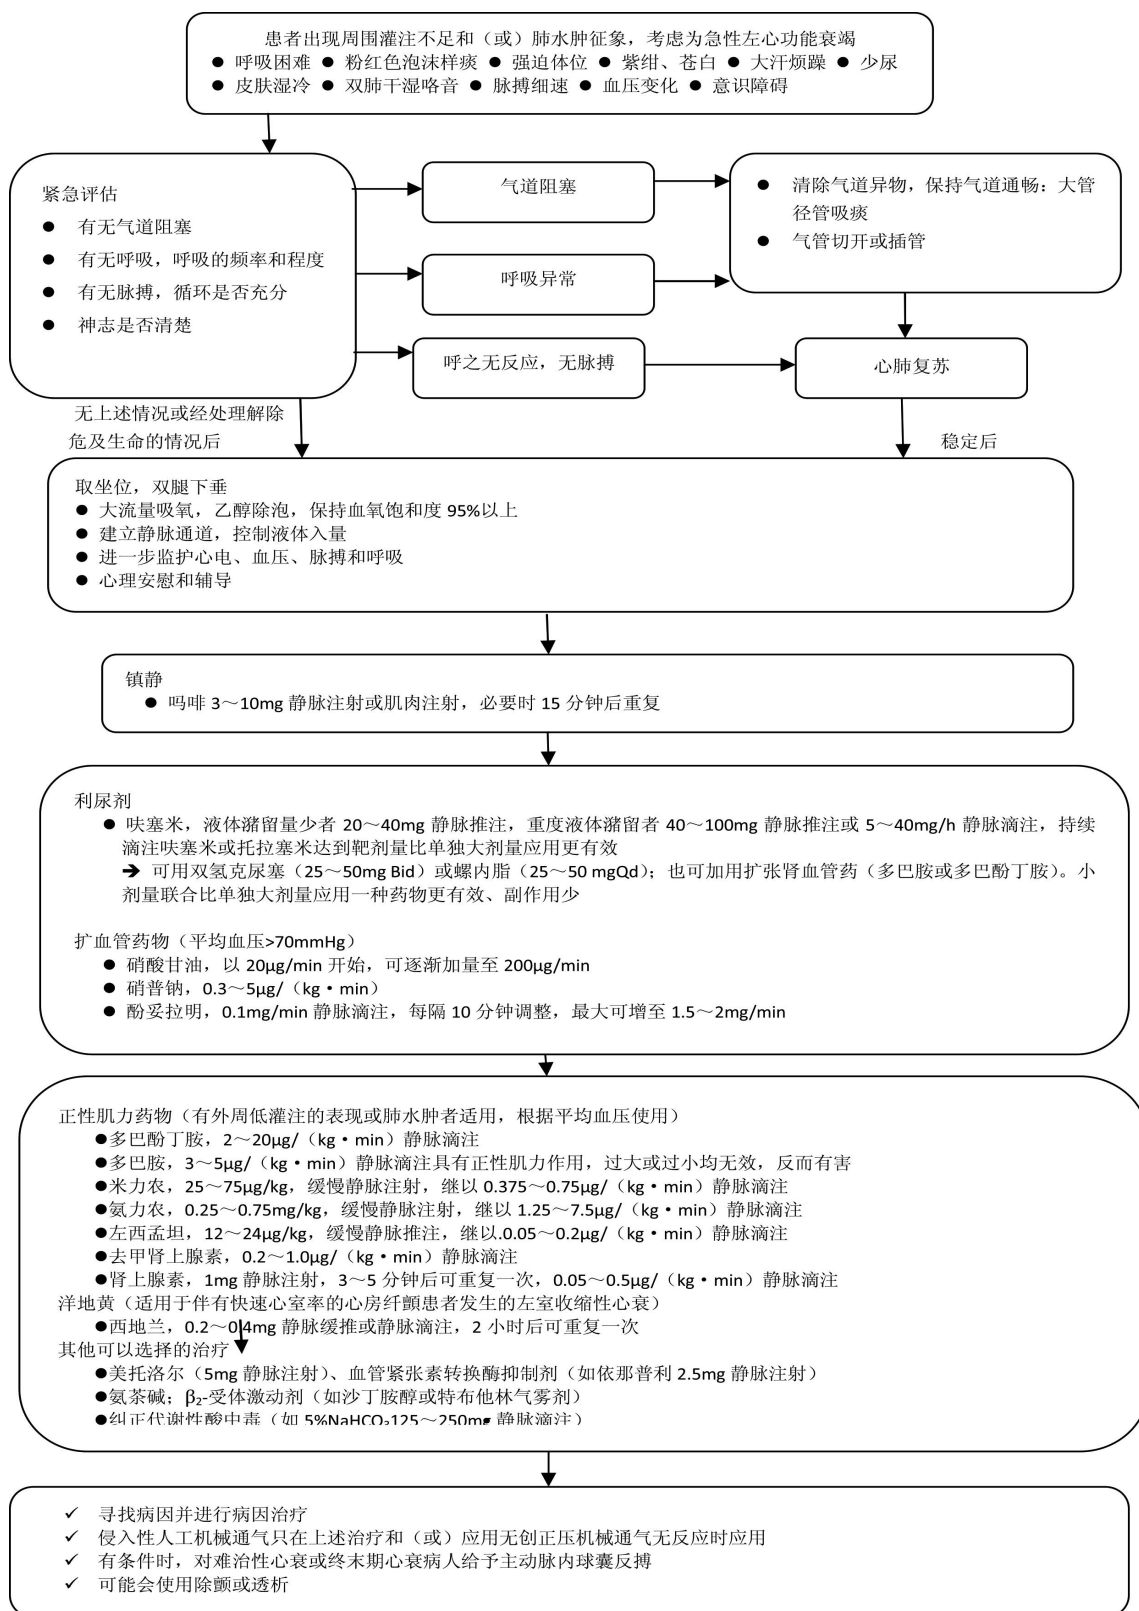 患者出现周围灌注不足和（或）肺水肿征象，考虑为急性左心功能衰竭
● 呼吸困难 ● 粉红色泡沫样痰 ● 强迫体位 ● 紫绀、苍白 ● 大汗烦躁 ● 少尿
● 皮肤湿冷 ● 双肺干湿咯音 ● 脉搏细速 ● 血压变化 ● 意识障碍
紧急评估
● 有无气道阻塞
● 有无呼吸，呼吸的频率和程度
● 有无脉搏，循环是否充分
● 神志是否清楚
气道阻塞
呼吸异常
呼之无反应，无脉搏
● 清除气道异物，保持气道通畅：大管
径管吸痰
● 气管切开或插管
心肺复苏
无上述情况或经处理解除
危及生命的情况后
稳定后
取坐位，双腿下垂
● 大流量吸氧，乙醇除泡，保持血氧饱和度 95%以上
● 建立静脉通道，控制液体入量
● 进一步监护心电、血压、脉搏和呼吸
● 心理安慰和辅导
镇静
● 吗啡 3～10mg 静脉注射或肌肉注射，必要时 15 分钟后重复
利尿剂
● 呋塞米，液体潴留量少者 20～40mg 静脉推注，重度液体潴留者 40～100mg 静脉推注或 5～40mg/h 静脉滴注，持续
滴注呋塞米或托拉塞米达到靶剂量比单独大剂量应用更有效
➔ 可用双氢克尿塞（25～50mg Bid）或螺内脂（25～50 mgQd）；也可加用扩张肾血管药（多巴胺或多巴酚丁胺）。小
剂量联合比单独大剂量应用一种药物更有效、副作用少
扩血管药物（平均血压>70mmHg）
● 硝酸甘油，以 20μg/min 开始，可逐渐加量至 200μg/min
● 硝普钠，0.3～5μg/（kg·min）
● 酚妥拉明，0.1mg/min 静脉滴注，每隔 10 分钟调整，最大可增至 1.5～2mg/min
正性肌力药物（有外周低灌注的表现或肺水肿者适用，根据平均血压使用）
●多巴酚丁胺，2～20μg/（kg·min）静脉滴注
●多巴胺，3～5μg/（kg·min）静脉滴注具有正性肌力作用，过大或过小均无效，反而有害
●米力农，25～75μg/kg，缓慢静脉注射，继以 0.375～0.75μg/（kg·min）静脉滴注
●氨力农，0.25～0.75mg/kg，缓慢静脉注射，继以 1.25～7.5μg/（kg·min）静脉滴注
●左西孟坦，12～24μg/kg，缓慢静脉推注，继以.0.05～0.2μg/（kg·min）静脉滴注
●去甲肾上腺素，0.2～1.0μg/（kg·min）静脉滴注
●肾上腺素，1mg 静脉注射，3～5 分钟后可重复一次，0.05～0.5μg/（kg·min）静脉滴注
洋地黄（适用于伴有快速心室率的心房纤颤患者发生的左室收缩性心衰）
●西地兰，0.2～0.4mg 静脉缓推或静脉滴注，2 小时后可重复一次
其他可以选择的治疗
●美托洛尔（5mg 静脉注射）、血管紧张素转换酶抑制剂（如依那普利 2.5mg 静脉注射）
●氨茶碱；β₂-受体激动剂（如沙丁胺醇或特布他林气雾剂）
●纠正代谢性酸中毒（如 5%NaHCO₃125～250mg 静脉滴注）
✓ 寻找病因并进行病因治疗
✓ 侵入性人工机械通气只在上述治疗和（或）应用无创正压机械通气无反应时应用
✓ 有条件时，对难治性心衰或终末期心衰病人给予主动脉内球囊反搏
✓ 可能会使用除颤或透析